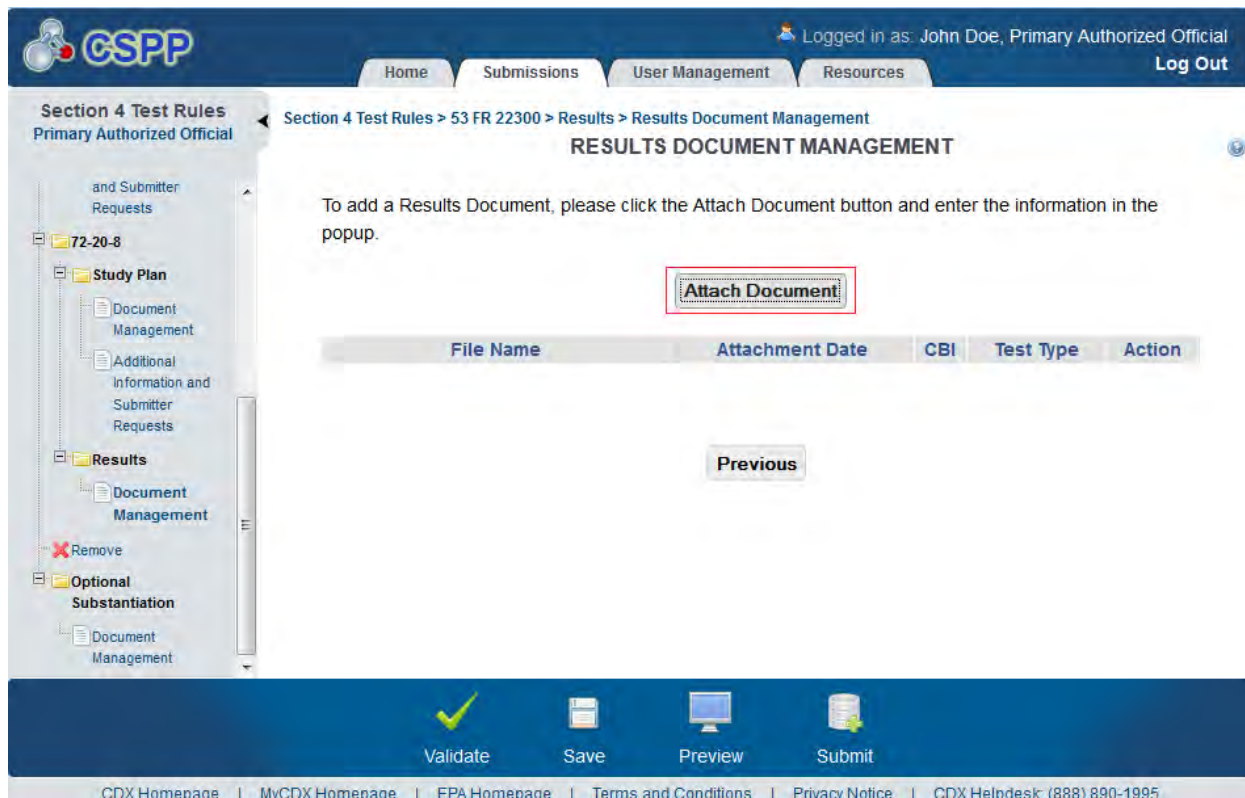 CSPP
Logged in as: John Doe, Primary Authorized Official
Log Out
Home
Submissions
User Management
Resources
Section 4 Test Rules
Primary Authorized Official
and Submitter
Requests
72-20-8
Study Plan
Document
Management
Additional
Information and
Submitter
Requests
Results
Document
Management
Remove
Optional
Substantiation
Document
Management
Section 4 Test Rules > 53 FR 22300 > Results > Results Document Management
RESULTS DOCUMENT MANAGEMENT
To add a Results Document, please click the Attach Document button and enter the information in the
popup.
Attach Document
File Name Attachment Date CBI Test Type Action
Previous
Validate Save Preview Submit
CDX Homepage | MyCDX Homepage | EPA Homepage | Terms and Conditions | Privacy Notice | CDX Helpdesk: (888) 890-1995